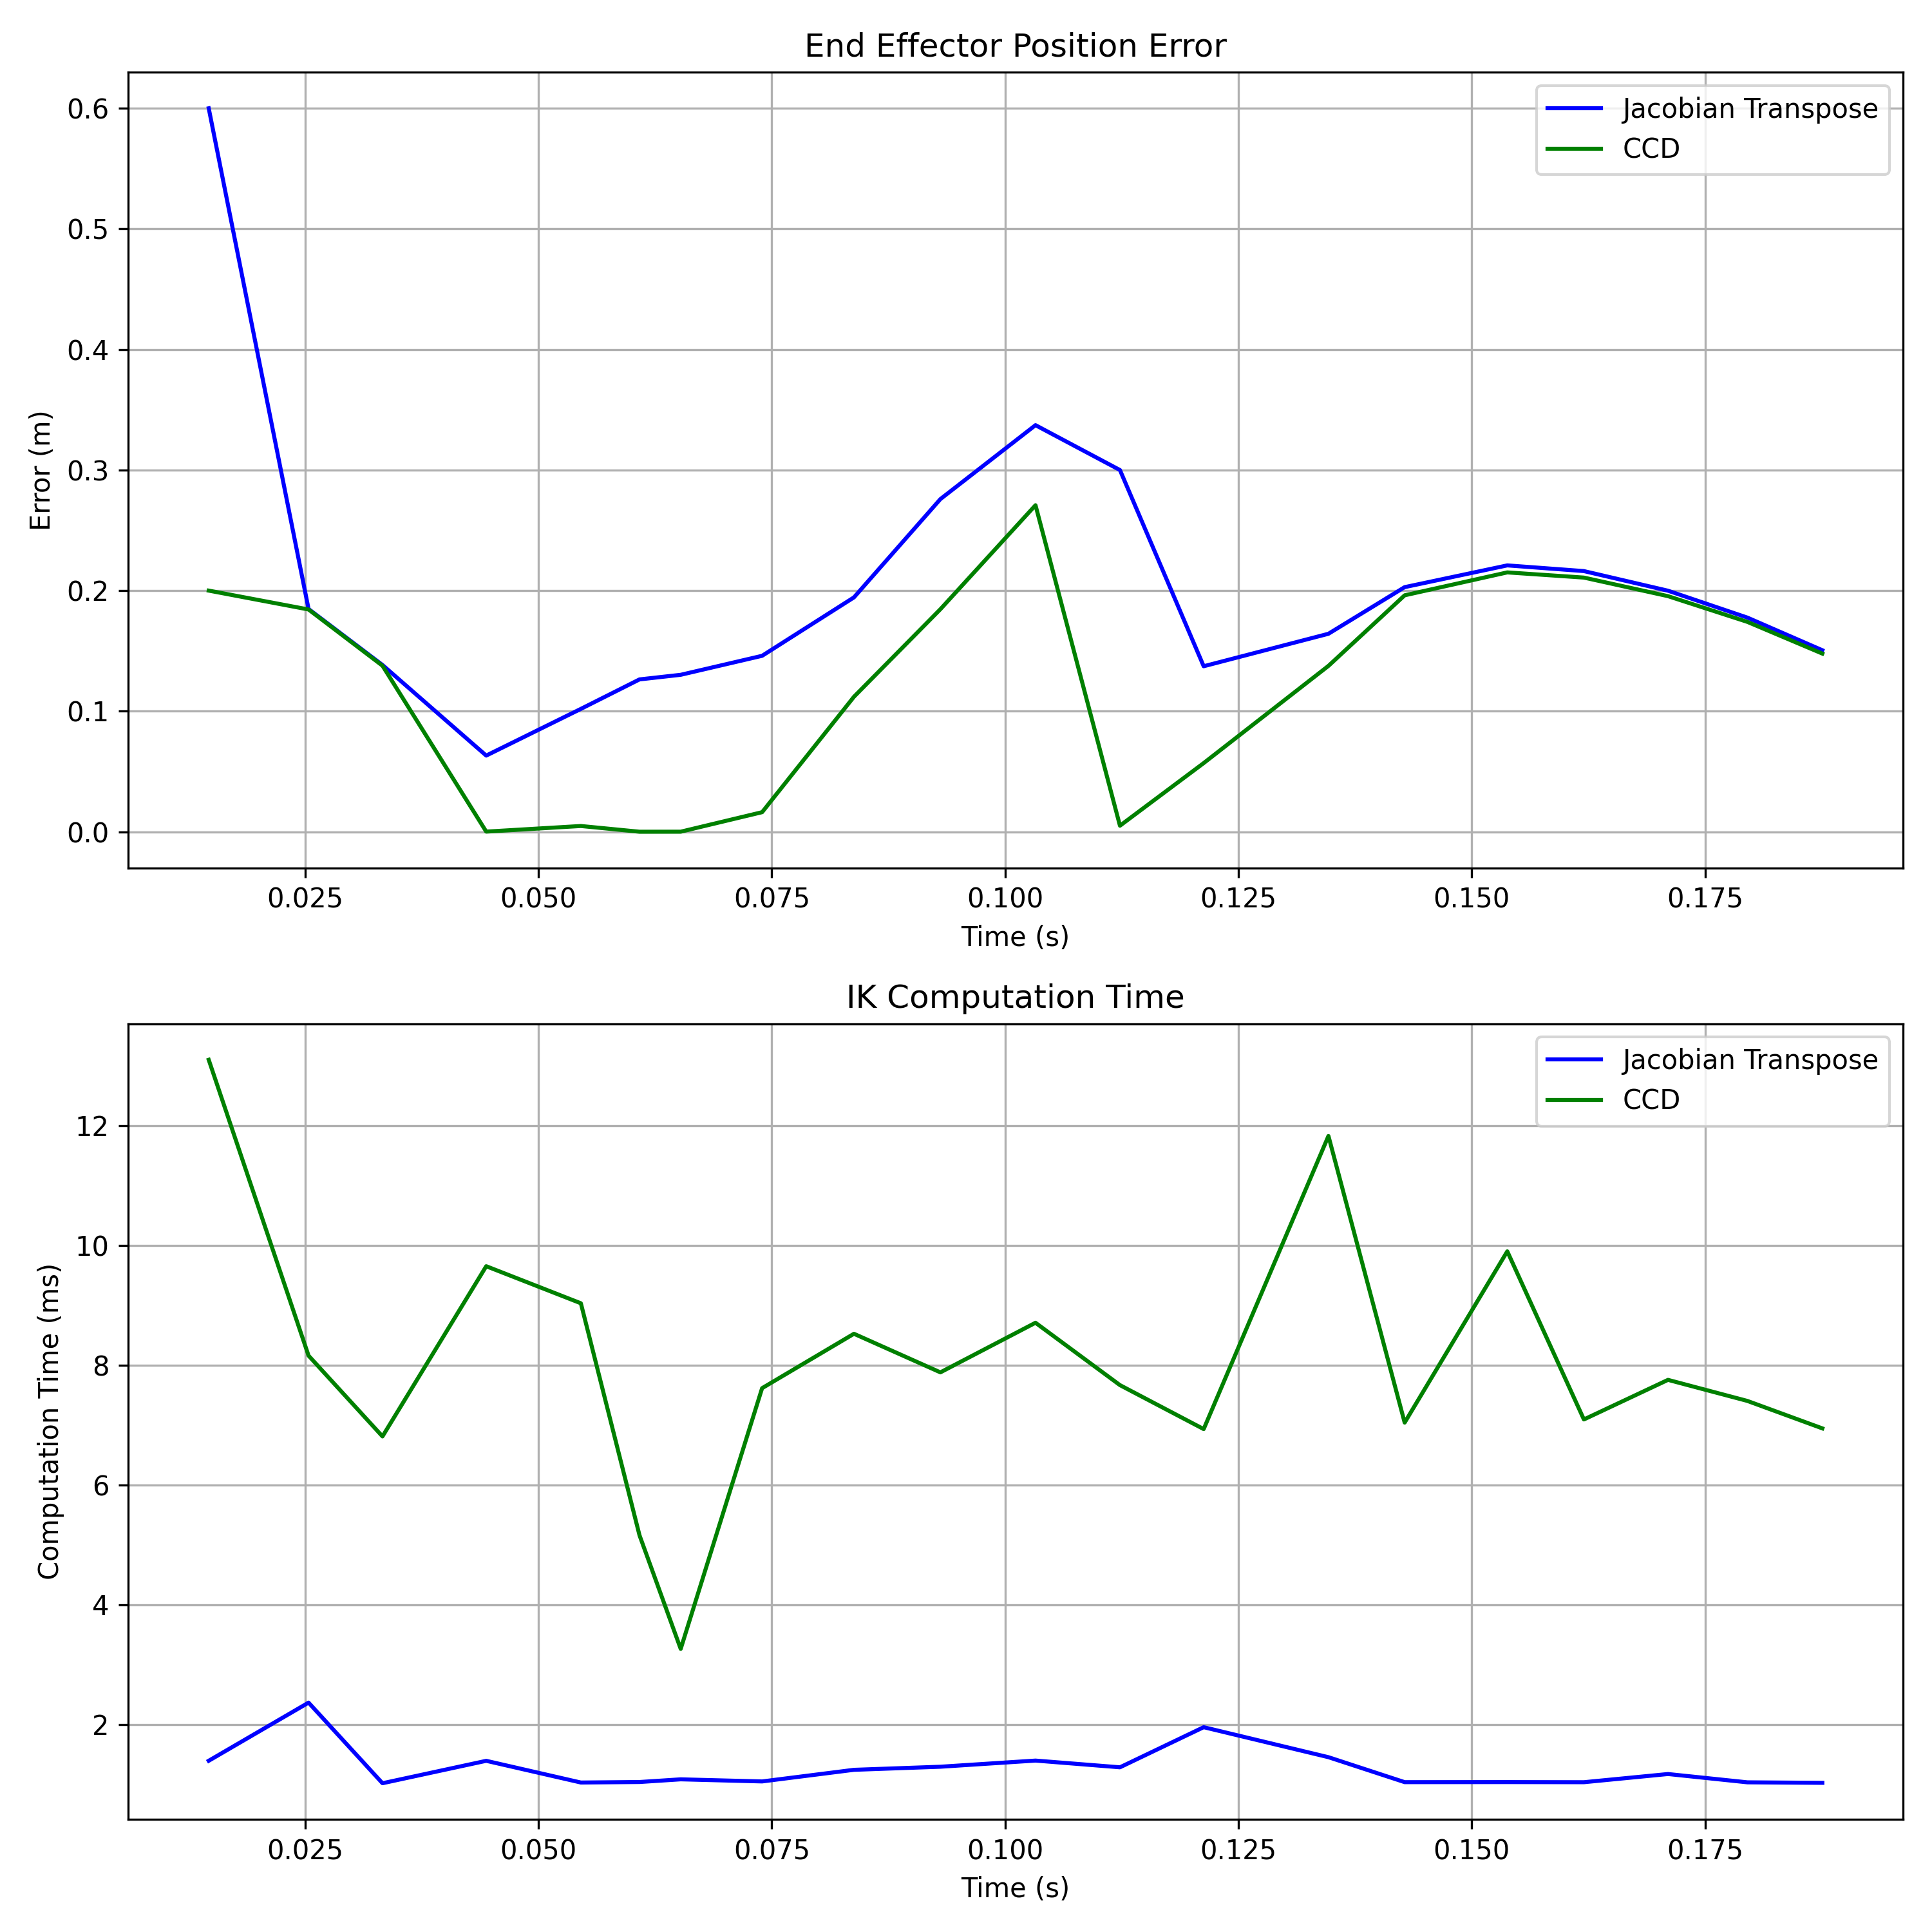 End Effector Position Error
Jacobian Transpose
CCD
0.6
0.5
0.4
0.3
0.2
0.1
0.0
Error (m)
0.025 0.050 0.075 0.100 0.125 0.150 0.175
Time (s)
IK Computation Time
Jacobian Transpose
CCD
12
10
8
6
4
2
Computation Time (ms)
0.025 0.050 0.075 0.100 0.125 0.150 0.175
Time (s)